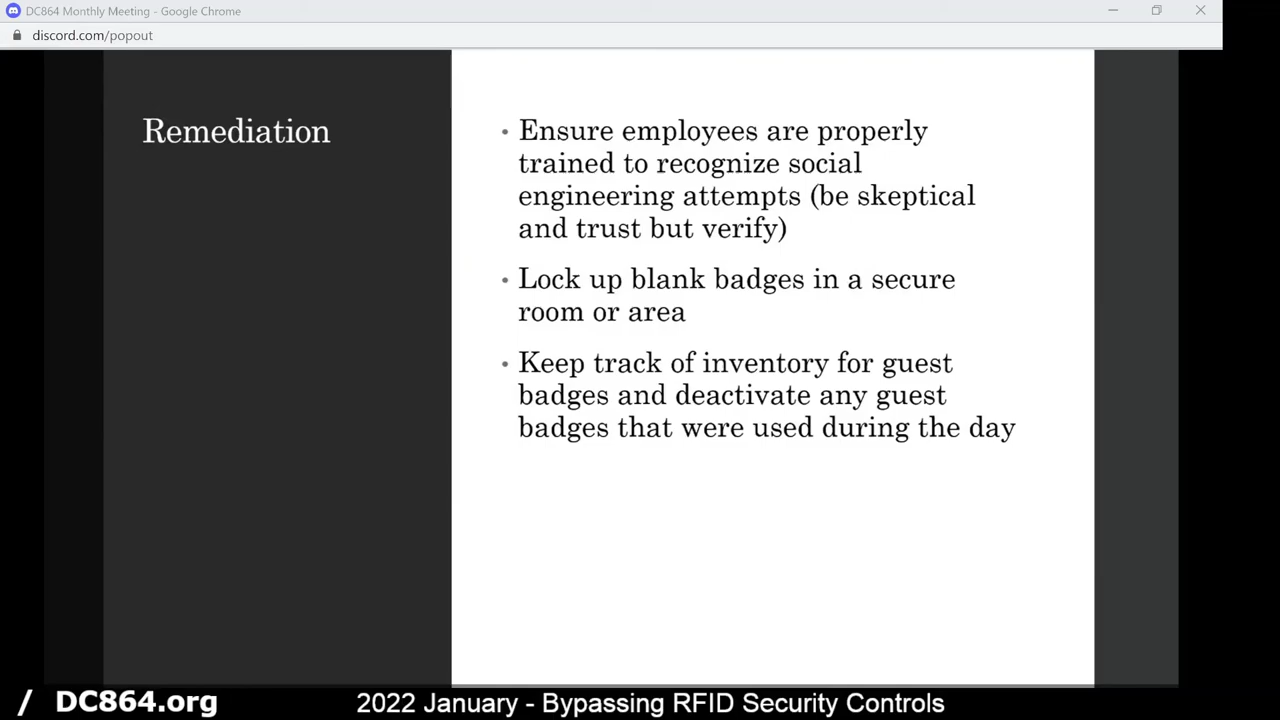 DC864 Monthly Meeting - Google Chrome
discord.com/popout
Remediation
• Ensure employees are properly
trained to recognize social
engineering attempts (be skeptical
and trust but verify)
• Lock up blank badges in a secure
room or area
• Keep track of inventory for guest
badges and deactivate any guest
badges that were used during the day
/ DC864.org
2022 January - Bypassing RFID Security Controls